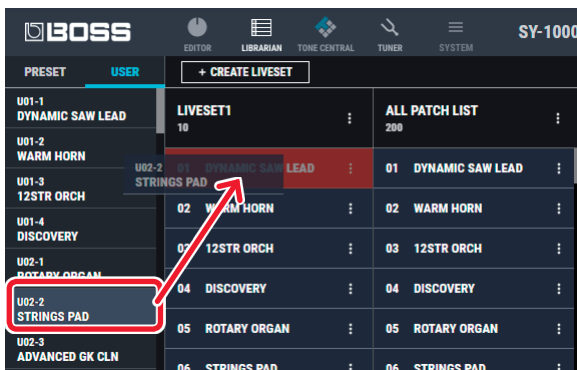 BOSS
EDITOR
LIBRARIAN
TONE CENTRAL
TUNER
SYSTEM
SY-1000
PRESET
USER
+ CREATE LIVESET
U01-1
DYNAMIC SAW LEAD
U01-2
WARM HORN
U01-3
12STR ORCH
U01-4
DISCOVERY
U02-1
ROTARY ORGAN
U02-2
STRINGS PAD
U02-3
ADVANCED GK CLN
U02-2
STRINGS PAD
LIVESET1
10
01 DYNAMIC SAW LEAD
02 WARM HORN
03 12STR ORCH
04 DISCOVERY
05 ROTARY ORGAN
06 STRINGS PAD
ALL PATCH LIST
200
01 DYNAMIC SAW LEAD
02 WARM HORN
03 12STR ORCH
04 DISCOVERY
05 ROTARY ORGAN
06 STRINGS PAD